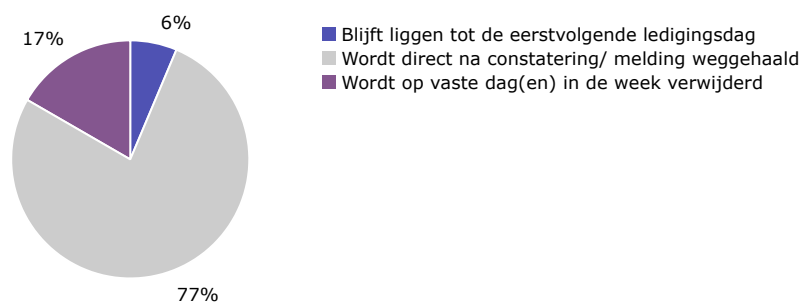 6%
17%
77%
Blijft liggen tot de eerstvolgende ledigingsdag
Wordt direct na constatering/ melding weggehaald
Wordt op vaste dag(en) in de week verwijderd